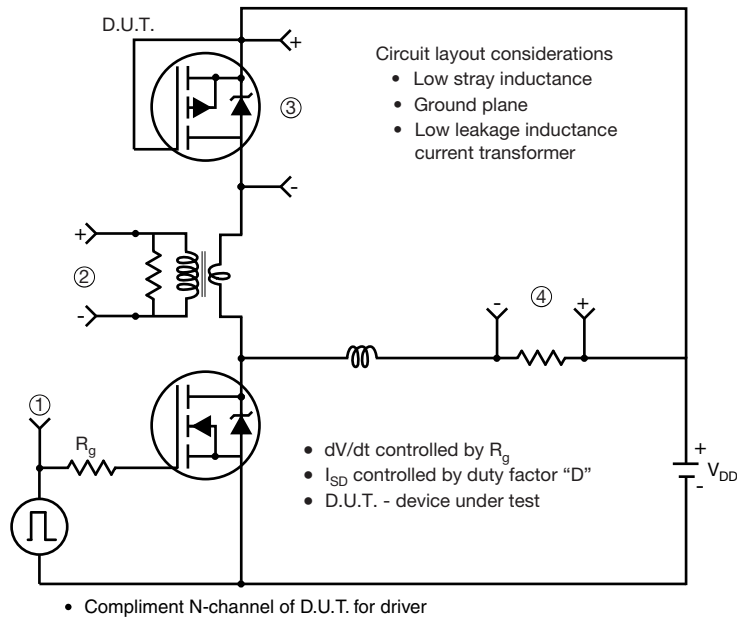 D.U.T.
+
Circuit layout considerations
• Low stray inductance
• Ground plane
• Low leakage inductance
current transformer
③
-
+
②
-
-
④
+
①
Rg
• dV/dt controlled by Rg
• ISD controlled by duty factor “D”
• D.U.T. - device under test
+
VDD
-
• Compliment N-channel of D.U.T. for driver